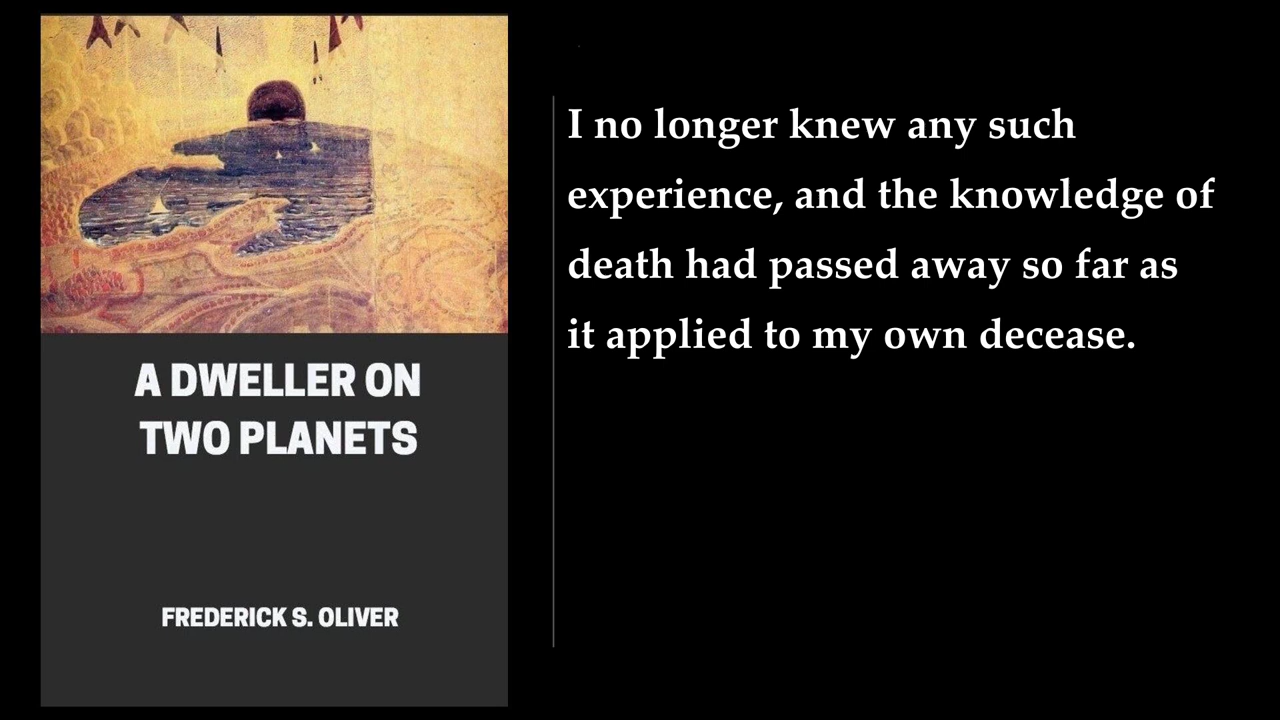 A DWELLER ON
TWO PLANETS
FREDERICK S. OLIVER
I no longer knew any such
experience, and the knowledge of
death had passed away so far as
it applied to my own decease.